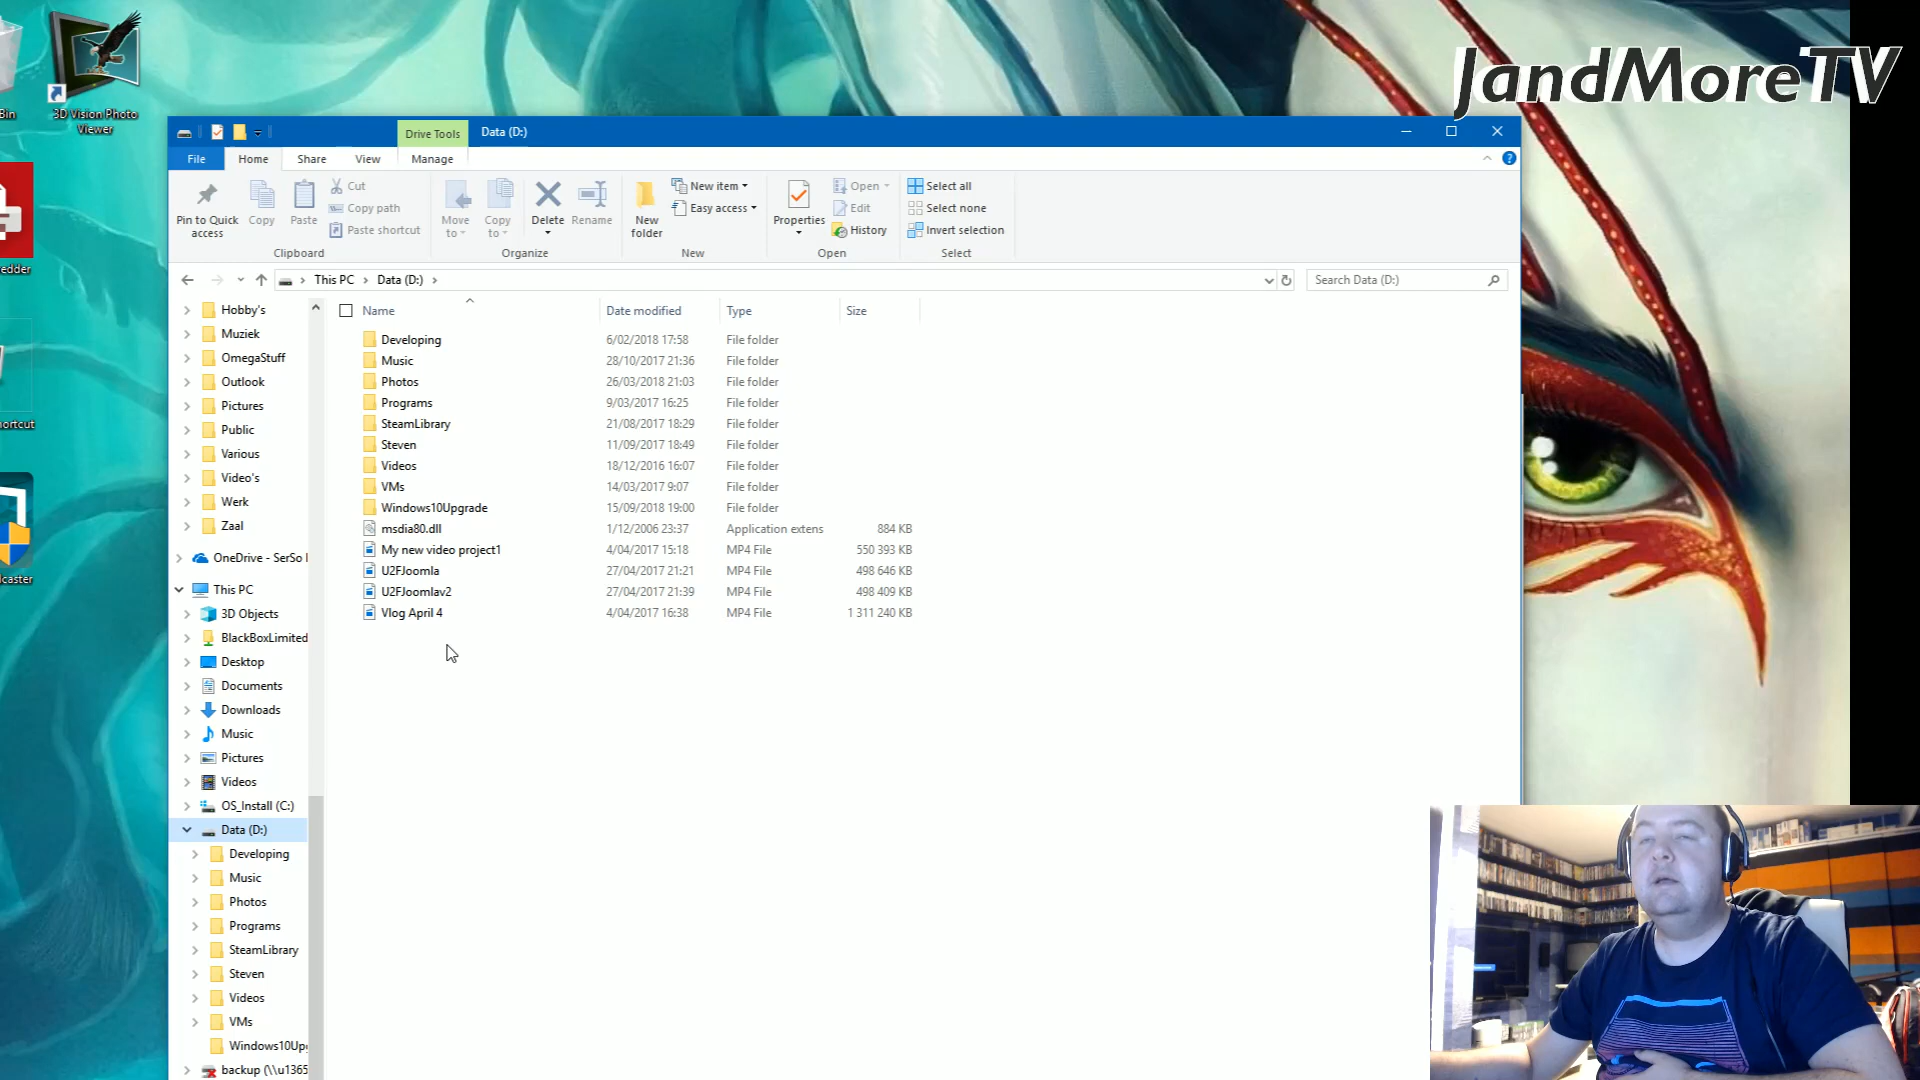 JandMoreTV
Bin
3D Vision Photo
Viewer
Drive Tools
Data (D:)
File
Home
Share
View
Manage
Pin to Quick
access
Copy
Paste
Cut
Copy path
Paste shortcut
Clipboard
Move
to
Copy
to
Delete
Rename
Organize
New
folder
New item
Easy access
New
Properties
Open
Edit
History
Open
Select all
Select none
Invert selection
Select
This PC
Data (D:)
Search Data (D:)
Name
Date modified
Type
Size
Developing 6/02/2018 17:58 File folder
Music 28/10/2017 21:36 File folder
Photos 26/03/2018 21:03 File folder
Programs 9/03/2017 16:25 File folder
SteamLibrary 21/08/2017 18:29 File folder
Steven 11/09/2017 18:49 File folder
Videos 18/12/2016 16:07 File folder
VMs 14/03/2017 9:07 File folder
Windows10Upgrade 15/09/2018 19:00 File folder
msdia80.dll 1/12/2006 23:37 Application extens 884 KB
My new video project1 4/04/2017 15:18 MP4 File 550 393 KB
U2FJoomla 27/04/2017 21:21 MP4 File 498 646 KB
U2FJoomlav2 27/04/2017 21:39 MP4 File 498 409 KB
Vlog April 4 4/04/2017 16:38 MP4 File 1 311 240 KB
Hobby's
Muziek
OmegaStuff
Outlook
Pictures
Public
Various
Video's
Werk
Zaal
OneDrive - SerSo
This PC
3D Objects
BlackBoxLimited
Desktop
Documents
Downloads
Music
Pictures
Videos
OS_Install (C:)
Data (D:)
Developing
Music
Photos
Programs
SteamLibrary
Steven
Videos
VMs
Windows10Up
backup (\\u1365
redder
ortcut
lcaster